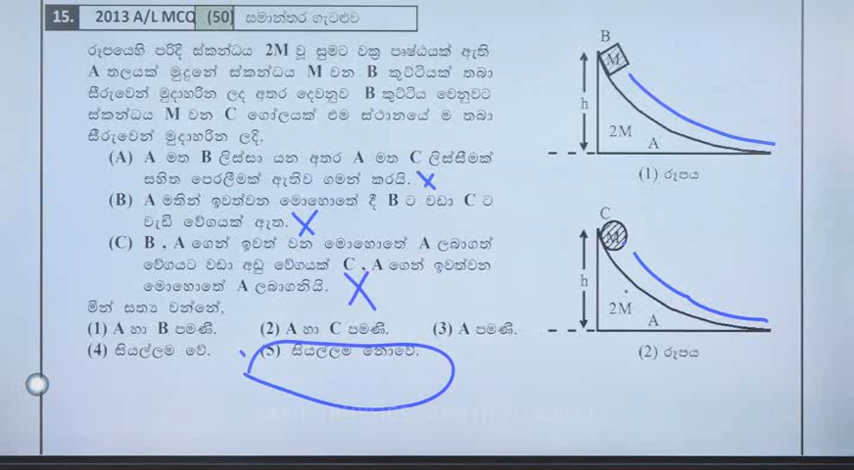 15. 2013 A/L MCQ (50) සමාන්තර ගැටළුව
රූපයෙහි පරිදි ස්කන්ධය 2M වූ සුමට වක්‍ර පෘෂ්ඨයක් ඇති
A තලයක් මුදුනේ ස්කන්ධය M වන B කුට්ටියක් තබා
සීරුවෙන් මුදාහරින ලද අතර දෙවනුව B කුට්ටිය වෙනුවට
ස්කන්ධය M වන C ගෝලයක් එම ස්ථානයේ ම තබා
සීරුවෙන් මුදාහරින ලදි.
(A) A මත B ලිස්සා යන අතර A මත C ලිස්සීමක්
සහිත පෙරලීමක් ඇතිව ගමන් කරයි.
(B) A මතින් ඉවත්වන මොහොතේ දී B ට වඩා C ට
වැඩි වේගයක් ඇත.
(C) B , A ගෙන් ඉවත් වන මොහොතේ A ලබාගත්
වේගයට වඩා අඩු වේගයක් C , A ගෙන් ඉවත්වන
මොහොතේ A ලබාගනියි.
මින් සත්‍ය වන්නේ,
(1) A හා B පමණි. (2) A හා C පමණි. (3) A පමණි.
(4) සියල්ලම වේ. (5) සියල්ලම නොවේ.
B
M
h
2M
A
(1) රූපය
C
M
h
2M
A
(2) රූපය